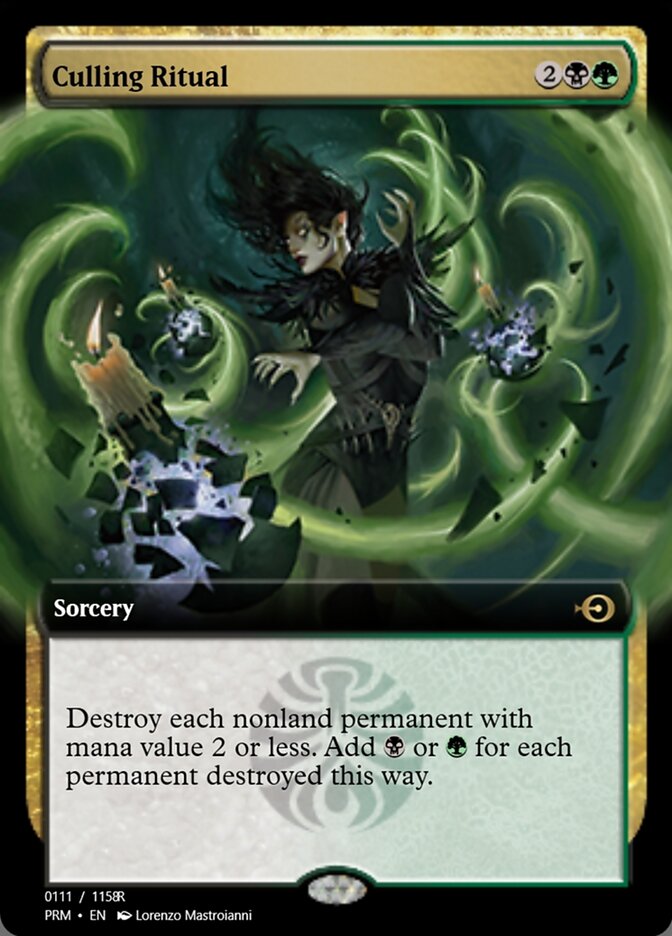 Culling Ritual 2
Sorcery
Destroy each nonland permanent with
mana value 2 or less. Add or for each
permanent destroyed this way.
0111 / 1158R
PRM • EN Lorenzo Mastroianni